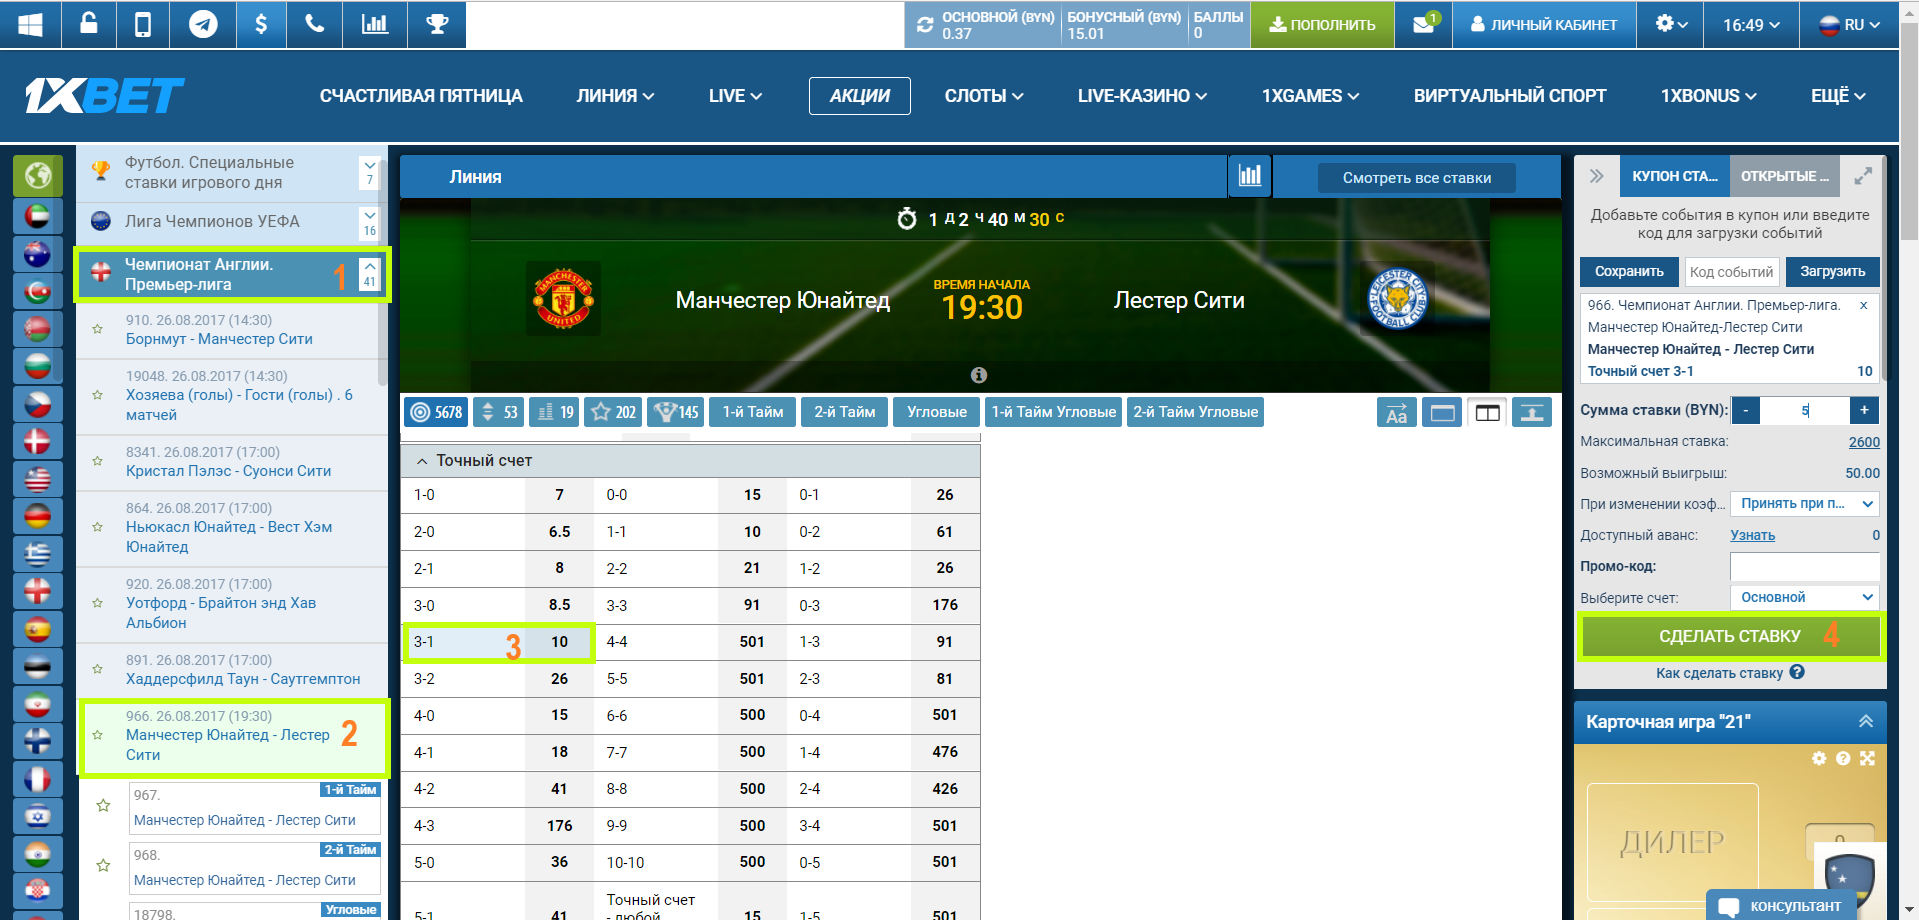 ОСНОВНОЙ (BYN)
0.37
БОНУСНЫЙ (BYN)
15.01
БАЛЛЫ
0
ПОПОЛНИТЬ
1
ЛИЧНЫЙ КАБИНЕТ
16:49
RU
1XBET
СЧАСТЛИВАЯ ПЯТНИЦА
ЛИНИЯ
LIVE
АКЦИИ
СЛОТЫ
LIVE-КАЗИНО
1XGAMES
ВИРТУАЛЬНЫЙ СПОРТ
1XBONUS
ЕЩЁ
Футбол. Специальные
ставки игрового дня
7
Лига Чемпионов УЕФА
16
Чемпионат Англии.
Премьер-лига
1
41
910. 26.08.2017 (14:30)
Борнмут - Манчестер Сити
19048. 26.08.2017 (14:30)
Хозяева (голы) - Гости (голы) . 6
матчей
8341. 26.08.2017 (17:00)
Кристал Пэлэс - Суонси Сити
864. 26.08.2017 (17:00)
Ньюкасл Юнайтед - Вест Хэм
Юнайтед
920. 26.08.2017 (17:00)
Уотфорд - Брайтон энд Хав
Альбион
891. 26.08.2017 (17:00)
Хаддерсфилд Таун - Саутгемптон
966. 26.08.2017 (19:30)
Манчестер Юнайтед - Лестер
Сити
2
967.
1-й Тайм
Манчестер Юнайтед - Лестер Сити
968.
2-й Тайм
Манчестер Юнайтед - Лестер Сити
18798.
Угловые
Линия
Смотреть все ставки
1 д 2 ч 40 м 30 с
Манчестер Юнайтед
ВРЕМЯ НАЧАЛА
19:30
Лестер Сити
5678
53
19
202
145
1-й Тайм
2-й Тайм
Угловые
1-й Тайм Угловые
2-й Тайм Угловые
Aa
Точный счет
1-0 7 0-0 15 0-1 26
2-0 6.5 1-1 10 0-2 61
2-1 8 2-2 21 1-2 26
3-0 8.5 3-3 91 0-3 176
3-1 3 10 4-4 501 1-3 91
3-2 26 5-5 501 2-3 81
4-0 15 6-6 500 0-4 501
4-1 18 7-7 500 1-4 476
4-2 41 8-8 500 2-4 426
4-3 176 9-9 500 3-4 501
5-0 36 10-10 500 0-5 501
5-1 41 Точный счет
- любой 15 1-5 501
КУПОН СТА...
ОТКРЫТЫЕ ...
Добавьте события в купон или введите
код для загрузки событий
Сохранить
Код событий
Загрузить
966. Чемпионат Англии. Премьер-лига. x
Манчестер Юнайтед-Лестер Сити
Манчестер Юнайтед - Лестер Сити
Точный счет 3-1 10
Сумма ставки (BYN): - 5 +
Максимальная ставка: 2600
Возможный выигрыш: 50.00
При изменении коэф... Принять при п...
Доступный аванс: Узнать 0
Промо-код:
Выберите счет: Основной
СДЕЛАТЬ СТАВКУ 4
Как сделать ставку ?
Карточная игра "21"
ДИЛЕР
0
консультант